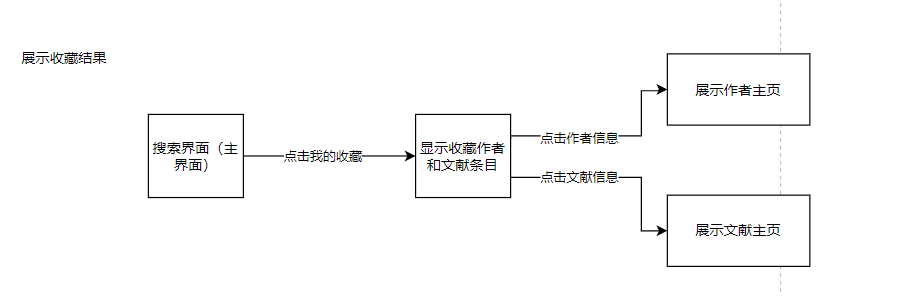 展示收藏结果
搜索界面（主
界面）
点击我的收藏
显示收藏作者
和文献条目
点击作者信息
点击文献信息
展示作者主页
展示文献主页